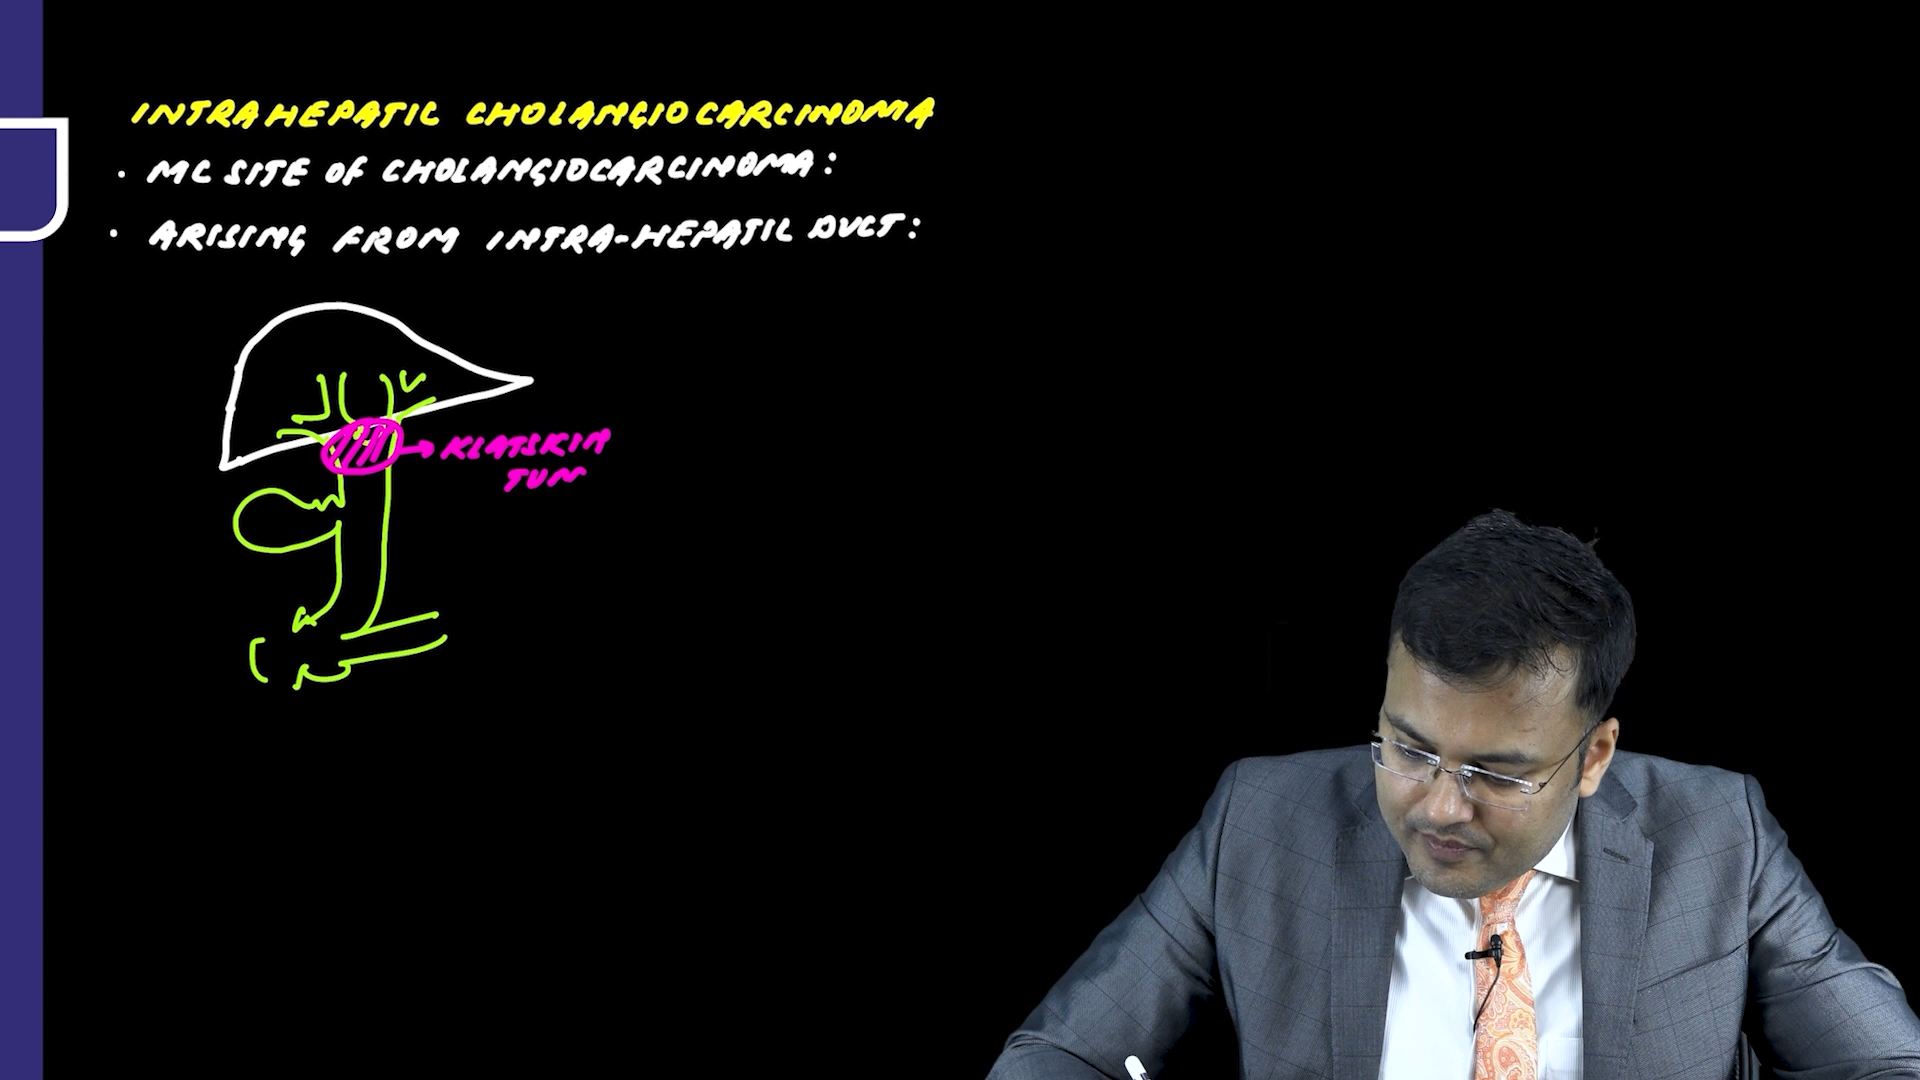 INTRAHEPATIC CHOLANGIOCARCINOMA
· MC SITE OF CHOLANGIOCARCINOMA:
· ARISING FROM INTRA-HEPATIC DUCT:
→ KLATSKIN
TUM